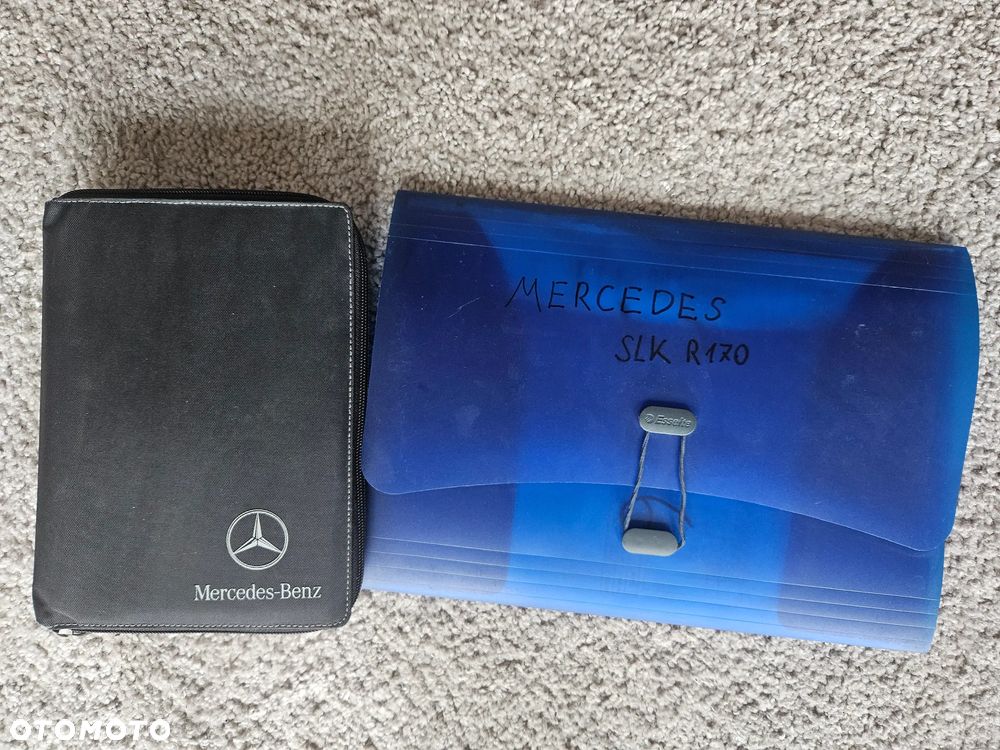 MERCEDES
SLK R170
Esselte
Mercedes-Benz
OTOMOTO